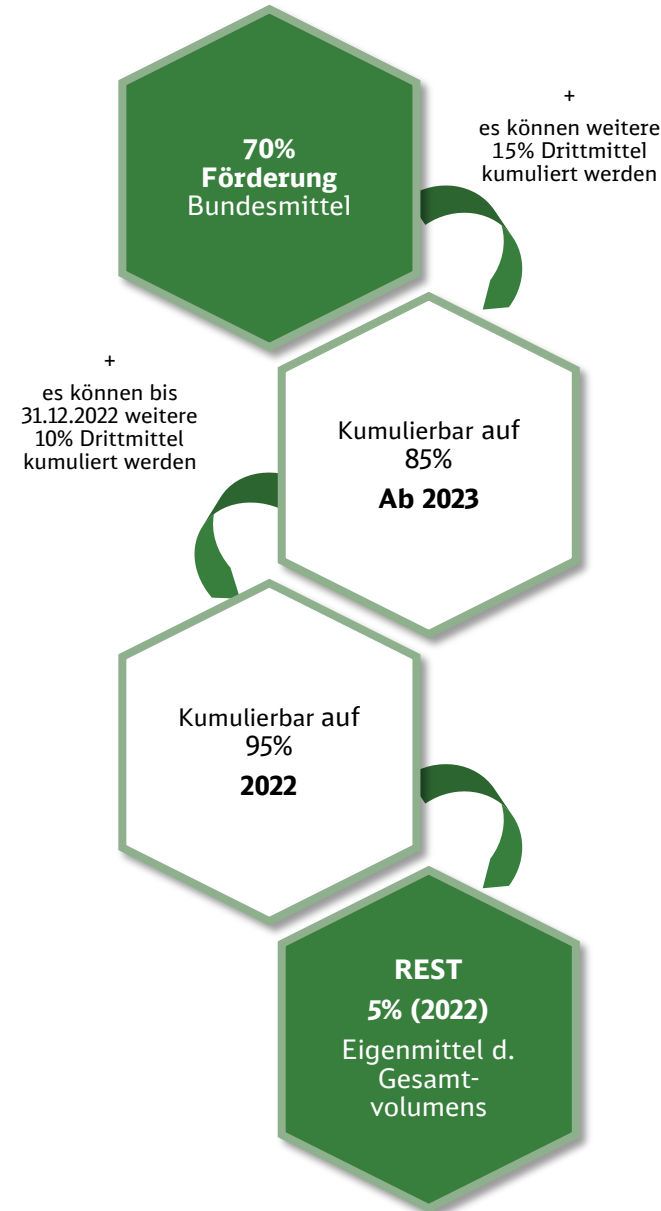 70%
Förderung
Bundesmittel
+
es können weitere
15% Drittmittel
kumuliert werden
Kumulierbar auf
85%
Ab 2023
+
es können bis
31.12.2022 weitere
10% Drittmittel
kumuliert werden
Kumulierbar auf
95%
2022
REST
5% (2022)
Eigenmittel d.
Gesamt-
volumens